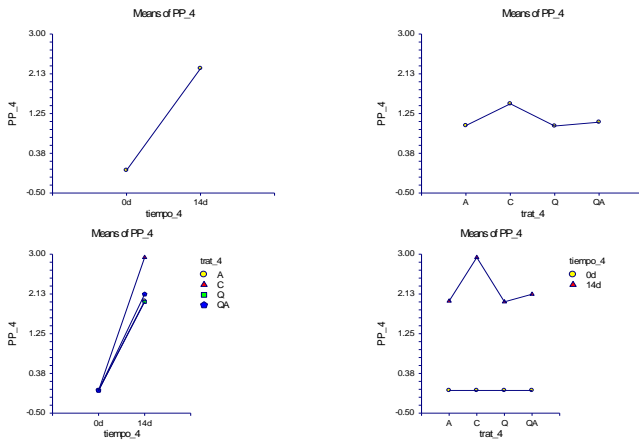 Means of PP_4
3.00
2.13
1.25
0.38
-0.50
PP_4
0d
14d
tiempo_4
Means of PP_4
3.00
2.13
1.25
0.38
-0.50
PP_4
A
C
Q
QA
trat_4
Means of PP_4
3.00
2.13
1.25
0.38
-0.50
PP_4
0d
14d
tiempo_4
trat_4
A
C
Q
QA
Means of PP_4
3.00
2.13
1.25
0.38
-0.50
PP_4
A
C
Q
QA
trat_4
tiempo_4
0d
14d